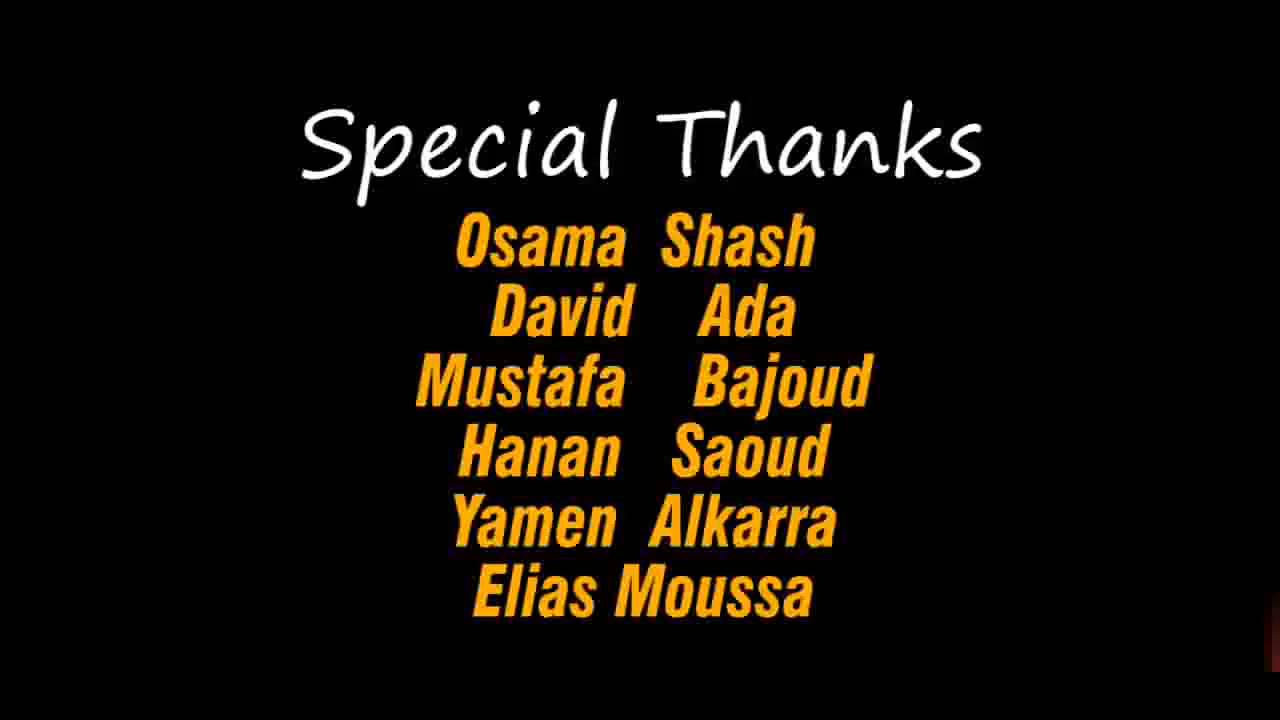 Special Thanks
Osama Shash
David Ada
Mustafa Bajoud
Hanan Saoud
Yamen Alkarra
Elias Moussa